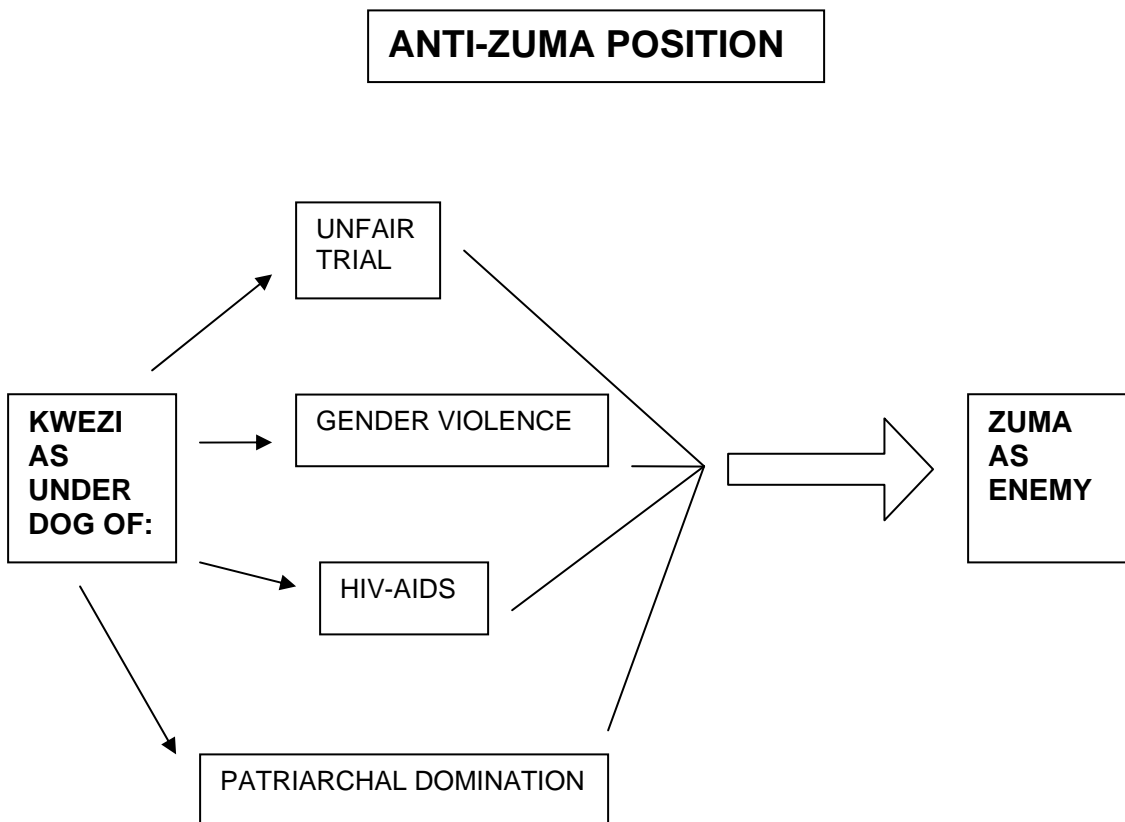 ANTI-ZUMA POSITION
UNFAIR
TRIAL
KWEZI
AS
UNDER
DOG OF:
GENDER VIOLENCE
ZUMA
AS
ENEMY
HIV-AIDS
PATRIARCHAL DOMINATION